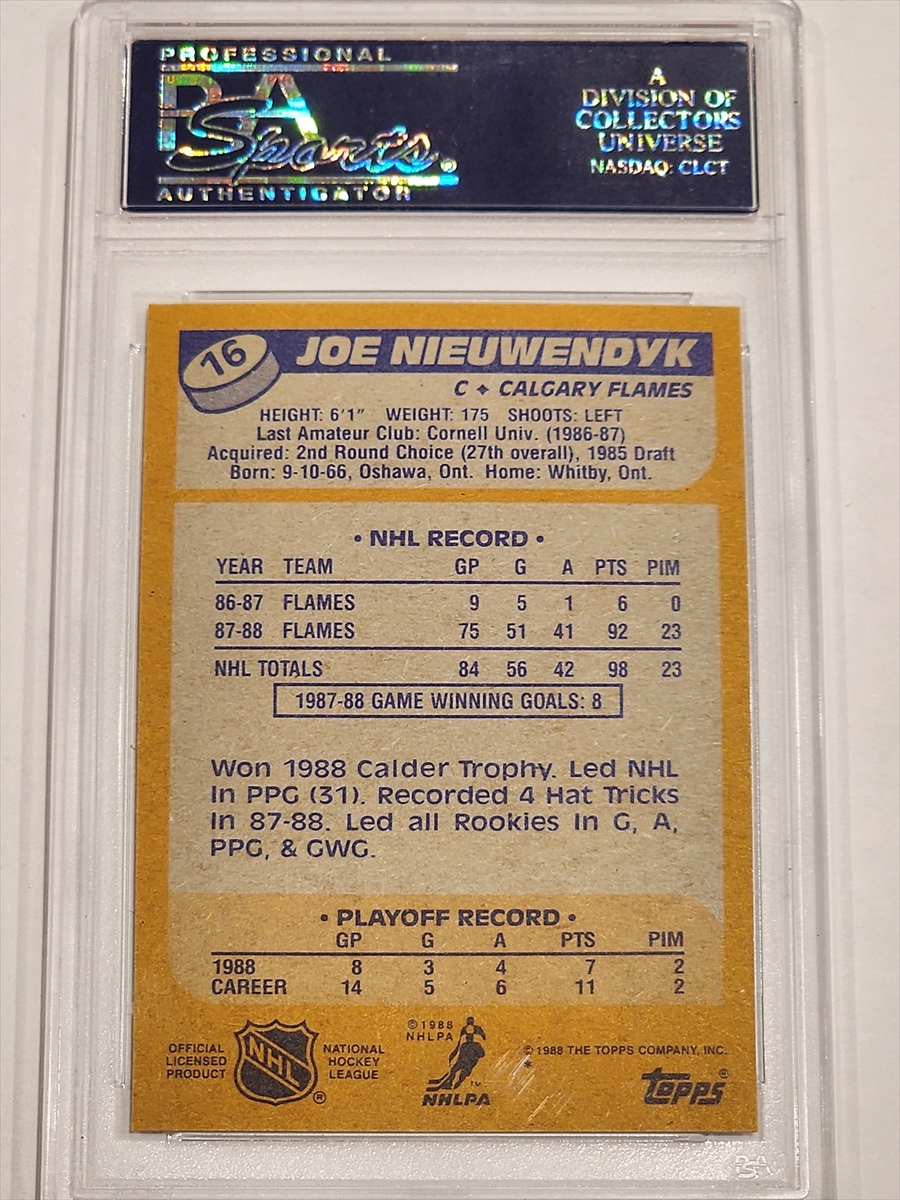 PROFESSIONAL
PSA
Sports®
AUTHENTICATOR
A
DIVISION OF
COLLECTORS
UNIVERSE
NASDAQ: CLCT
16
JOE NIEUWENDYK
C ✦ CALGARY FLAMES
HEIGHT: 6'1" WEIGHT: 175 SHOOTS: LEFT
Last Amateur Club: Cornell Univ. (1986-87)
Acquired: 2nd Round Choice (27th overall), 1985 Draft
Born: 9-10-66, Oshawa, Ont. Home: Whitby, Ont.
• NHL RECORD •
YEAR TEAM GP G A PTS PIM
86-87 FLAMES 9 5 1 6 0
87-88 FLAMES 75 51 41 92 23
NHL TOTALS 84 56 42 98 23
1987-88 GAME WINNING GOALS: 8
Won 1988 Calder Trophy. Led NHL
In PPG (31). Recorded 4 Hat Tricks
In 87-88. Led all Rookies In G, A,
PPG, & GWG.
• PLAYOFF RECORD •
GP G A PTS PIM
1988 8 3 4 7 2
CAREER 14 5 6 11 2
OFFICIAL
LICENSED
PRODUCT
NHL
®
NATIONAL
HOCKEY
LEAGUE
©1988
NHLPA
™
NHLPA
©1988 THE TOPPS COMPANY, INC.
*
TOPPS®
PSA